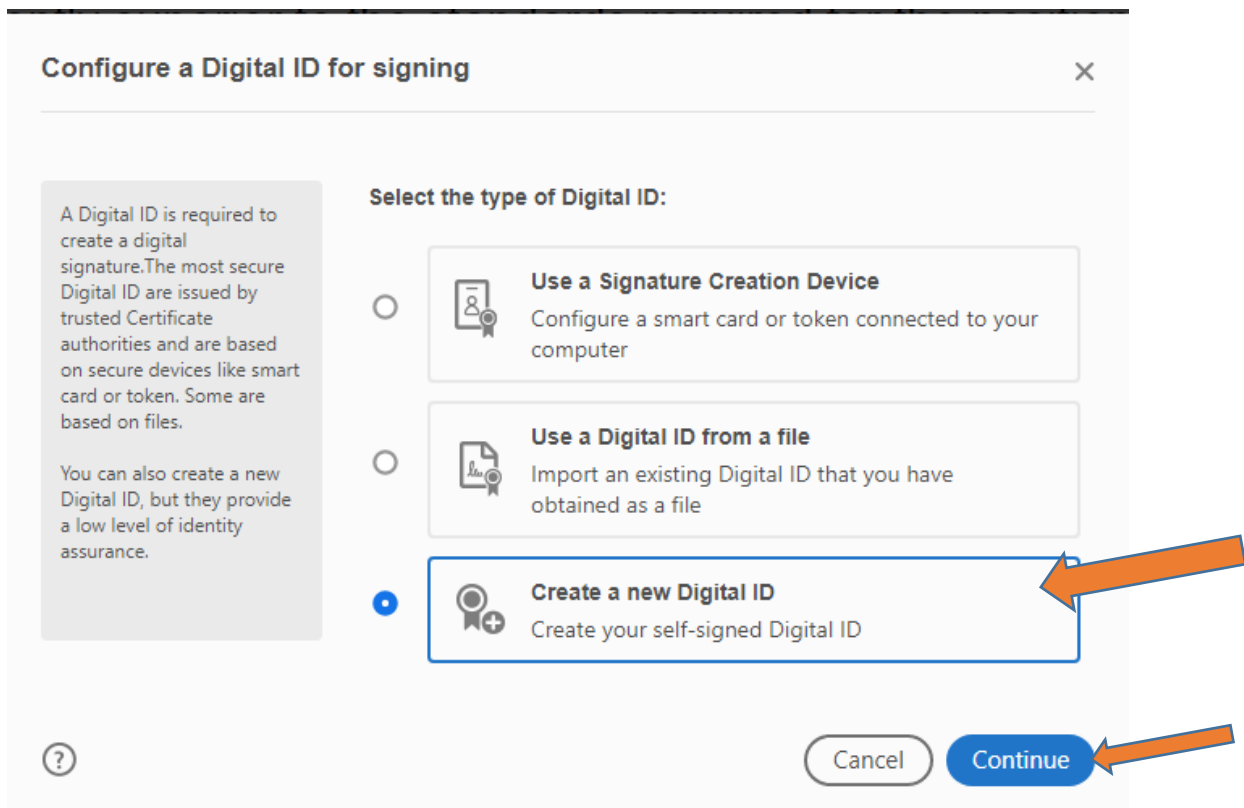 Configure a Digital ID for signing
A Digital ID is required to
create a digital
signature.The most secure
Digital ID are issued by
trusted Certificate
authorities and are based
on secure devices like smart
card or token. Some are
based on files.
You can also create a new
Digital ID, but they provide
a low level of identity
assurance.
Select the type of Digital ID:
Use a Signature Creation Device
Configure a smart card or token connected to your
computer
Use a Digital ID from a file
Import an existing Digital ID that you have
obtained as a file
Create a new Digital ID
Create your self-signed Digital ID
?
Cancel
Continue